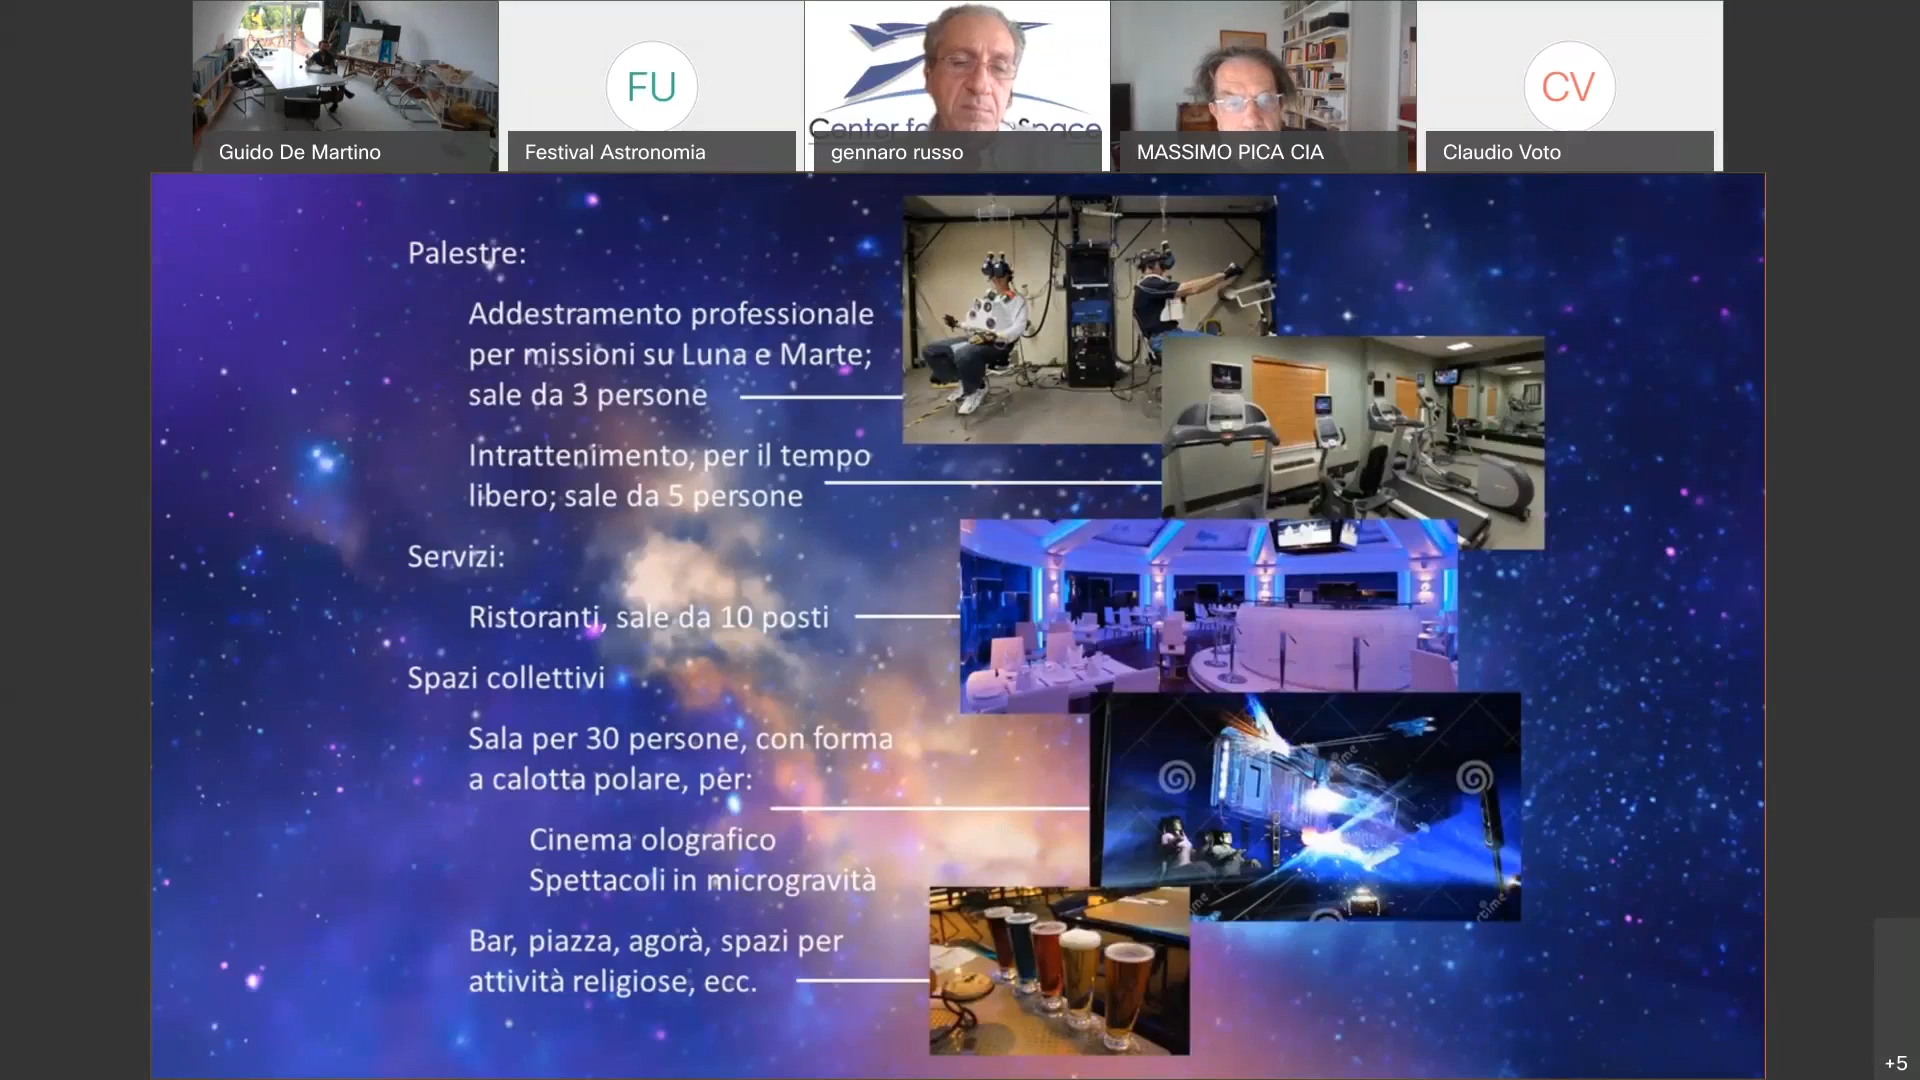 FU
CV
Center for
Space
Guido De Martino
Festival Astronomia
gennaro russo
MASSIMO PICA CIA
Claudio Voto
Palestre:
Addestramento professionale
per missioni su Luna e Marte;
sale da 3 persone
Intrattenimento, per il tempo
libero; sale da 5 persone
Servizi:
Ristoranti, sale da 10 posti
Spazi collettivi
Sala per 30 persone, con forma
a calotta polare, per:
Cinema olografico
Spettacoli in microgravità
Bar, piazza, agorà, spazi per
attività religiose, ecc.
+5